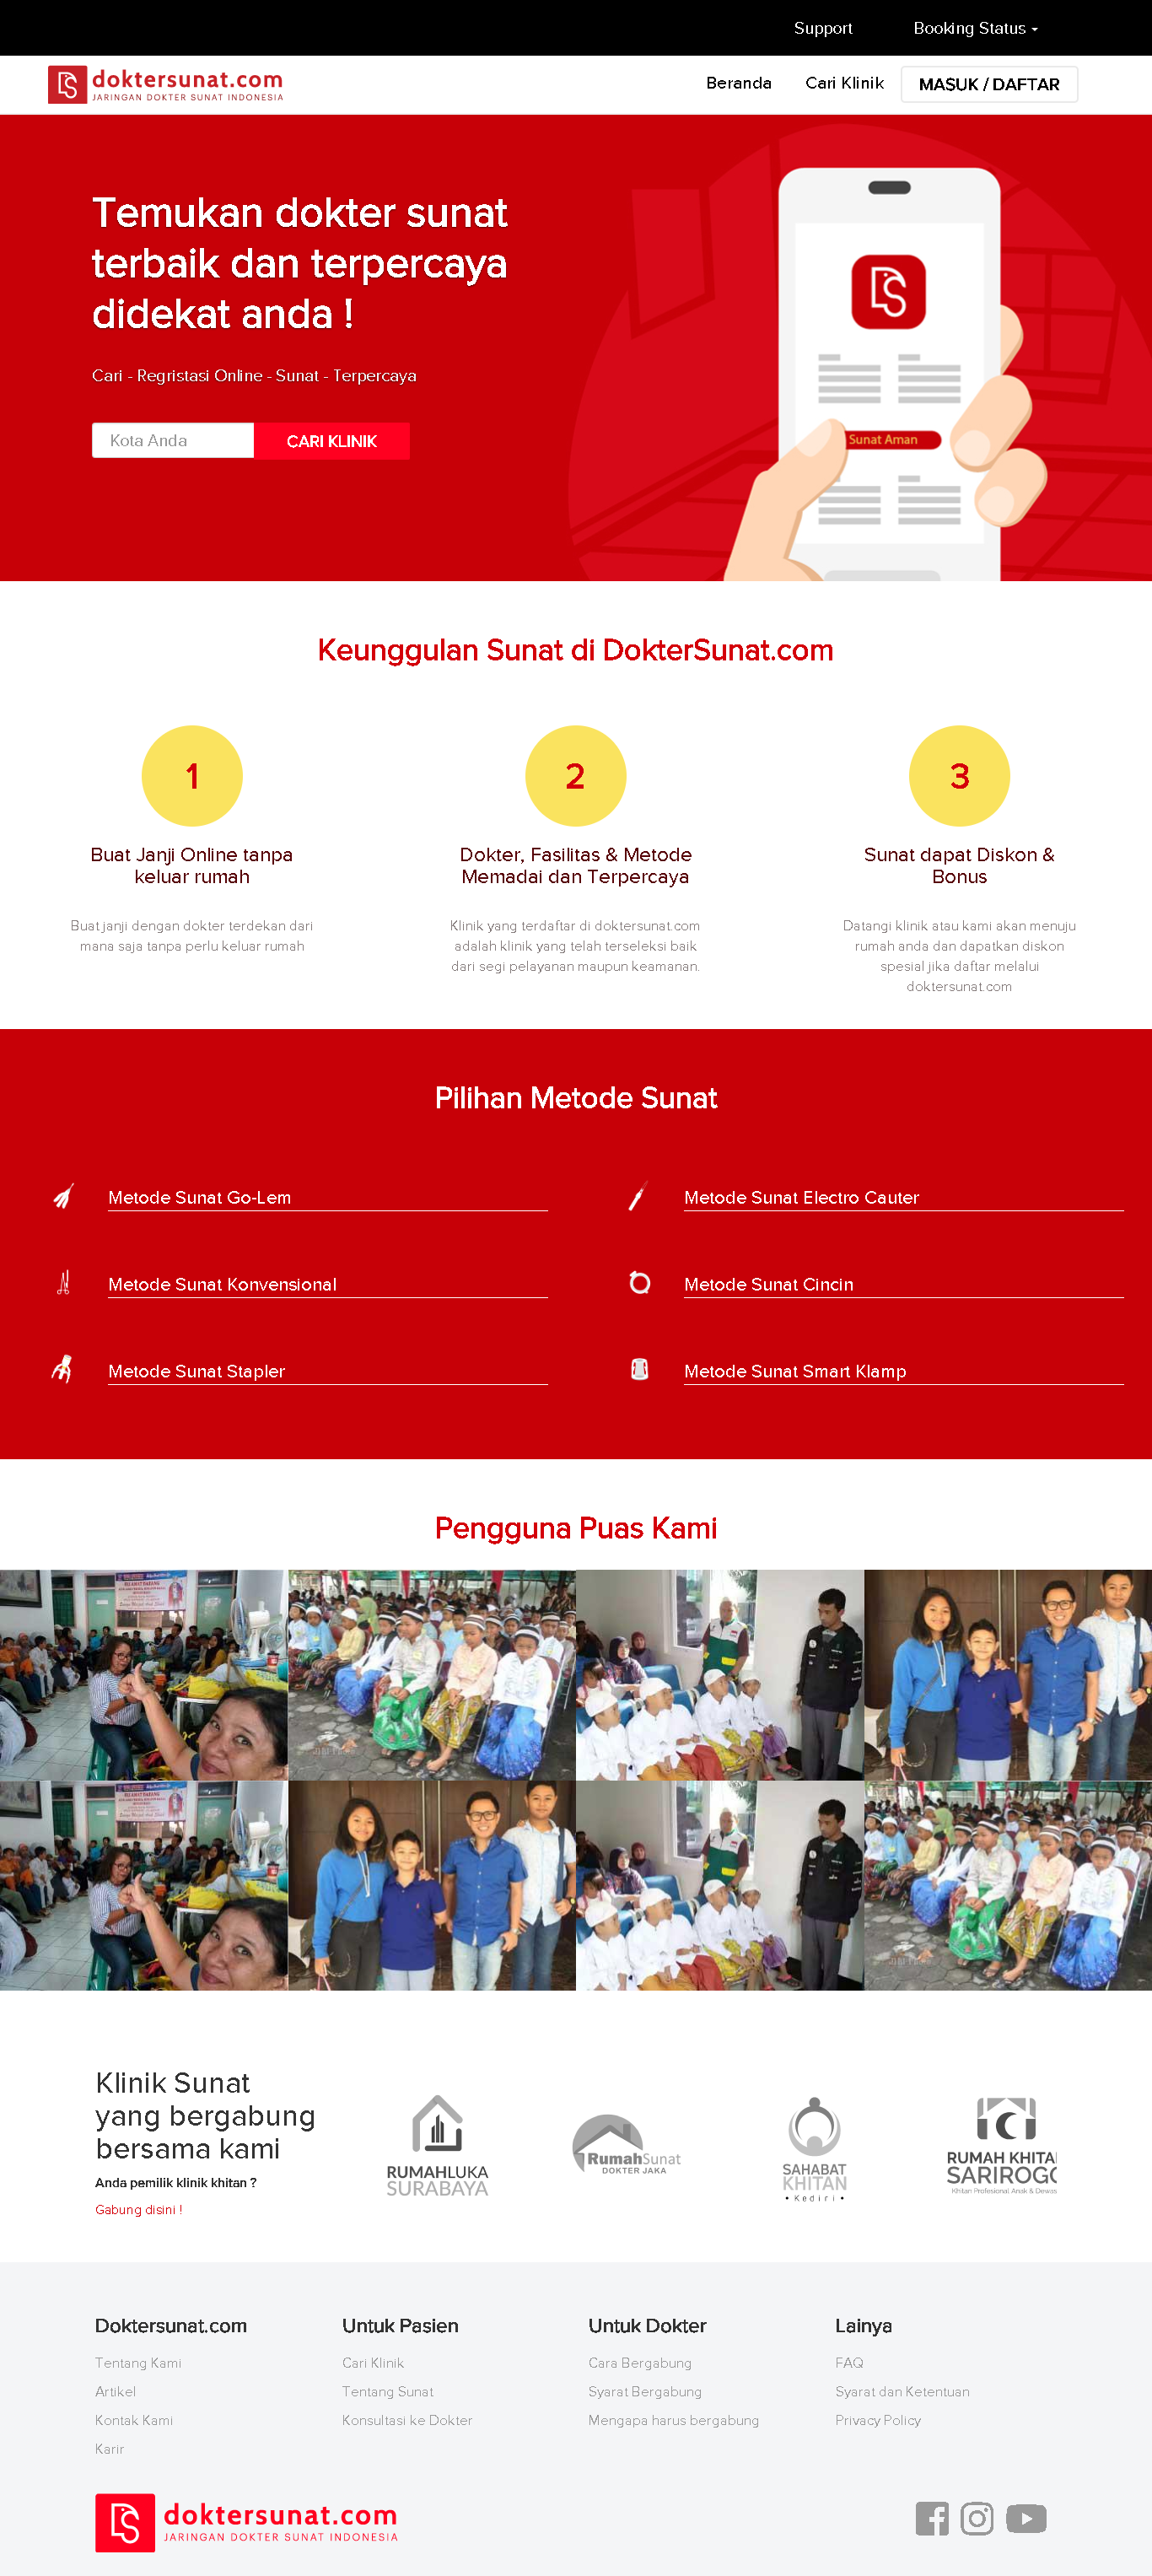 Support
Booking Status
doktersunat.com
JARINGAN DOKTER SUNAT INDONESIA
Beranda
Cari Klinik
MASUK / DAFTAR
Temukan dokter sunat
terbaik dan terpercaya
didekat anda !
Cari - Regristasi Online - Sunat - Terpercaya
Kota Anda
CARI KLINIK
Sunat Aman
Keunggulan Sunat di DokterSunat.com
1
Buat Janji Online tanpa
keluar rumah
Buat janji dengan dokter terdekan dari
mana saja tanpa perlu keluar rumah
2
Dokter, Fasilitas & Metode
Memadai dan Terpercaya
Klinik yang terdaftar di doktersunat.com
adalah klinik yang telah terseleksi baik
dari segi pelayanan maupun keamanan.
3
Sunat dapat Diskon &
Bonus
Datangi klinik atau kami akan menuju
rumah anda dan dapatkan diskon
spesial jika daftar melalui
doktersunat.com
Pilihan Metode Sunat
Metode Sunat Go-Lem
Metode Sunat Electro Cauter
Metode Sunat Konvensional
Metode Sunat Cincin
Metode Sunat Stapler
Metode Sunat Smart Klamp
Pengguna Puas Kami
SELAMAT DATANG
SELAMAT DATANG
Klinik Sunat
yang bergabung
bersama kami
Anda pemilik klinik khitan ?
Gabung disini !
RUMAHLUKA
SURABAYA
RumahSunat
DOKTER JAKA
SAHABAT
KHITAN
• Kediri •
RUMAH KHITA
SARIROGO
Khitan Profesional Anak & Dewas
Doktersunat.com
Tentang Kami
Artikel
Kontak Kami
Karir
Untuk Pasien
Cari Klinik
Tentang Sunat
Konsultasi ke Dokter
Untuk Dokter
Cara Bergabung
Syarat Bergabung
Mengapa harus bergabung
Lainya
FAQ
Syarat dan Ketentuan
Privacy Policy
doktersunat.com
JARINGAN DOKTER SUNAT INDONESIA